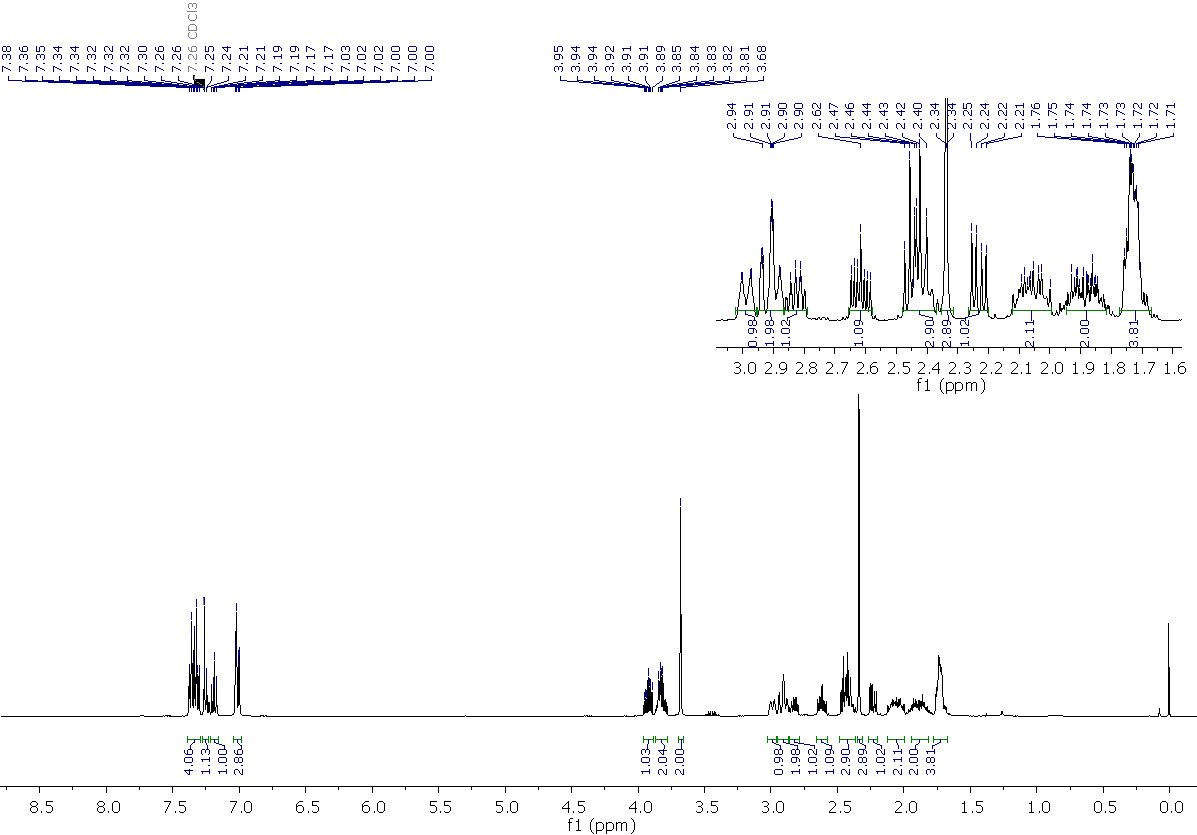 7.38 7.36 7.35 7.34 7.34 7.32 7.32 7.32 7.30 7.26 7.26 7.26 CDCl3 7.25 7.24 7.21 7.21 7.19 7.19 7.17 7.17 7.03 7.02 7.02 7.00 7.00 7.00
3.95 3.94 3.94 3.92 3.91 3.91 3.89 3.85 3.84 3.83 3.82 3.81 3.68
2.94 2.91 2.91 2.90 2.90 2.62 2.47 2.46 2.44 2.43 2.42 2.40 2.34 2.34 2.25 2.24 2.22 2.21 1.76 1.75 1.74 1.74 1.73 1.73 1.72 1.72 1.71
0.98 1.98 1.02 1.09 2.90 2.89 1.02 2.11 2.00 3.81
3.0 2.9 2.8 2.7 2.6 2.5 2.4 2.3 2.2 2.1 2.0 1.9 1.8 1.7 1.6
f1 (ppm)
4.06 1.13 1.00 2.86 1.03 2.04 2.00 0.98 1.98 1.02 1.09 2.90 2.89 1.02 2.11 2.00 3.81
8.5 8.0 7.5 7.0 6.5 6.0 5.5 5.0 4.5 4.0 3.5 3.0 2.5 2.0 1.5 1.0 0.5 0.0
f1 (ppm)